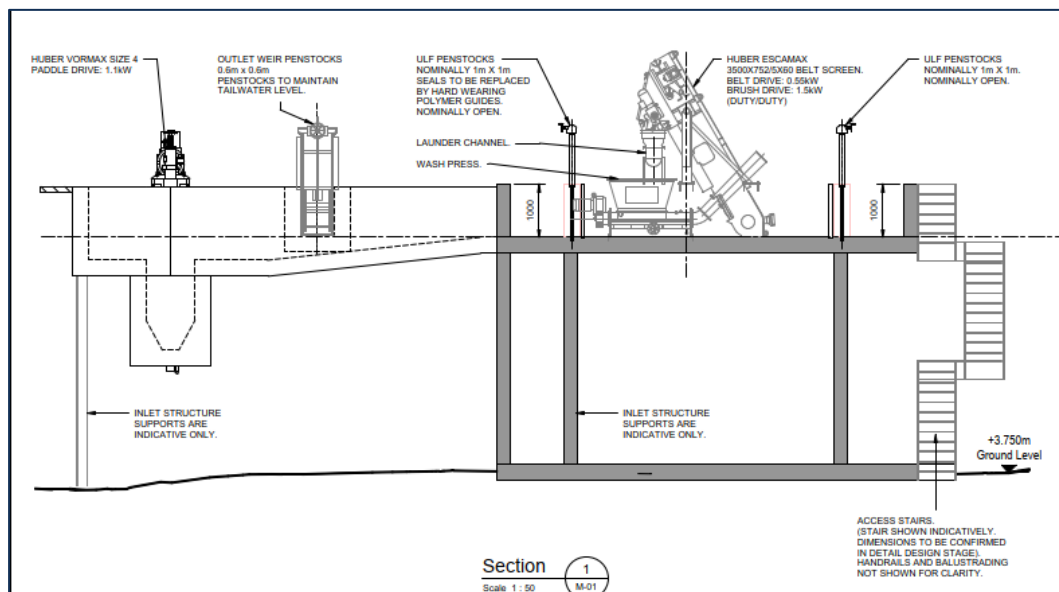 HUBER VORMAX SIZE 4
PADDLE DRIVE: 1.1kW
OUTLET WEIR PENSTOCKS
0.6m x 0.6m
PENSTOCKS TO MAINTAIN
TAILWATER LEVEL.
ULF PENSTOCKS
NOMINALLY 1m X 1m
SEALS TO BE REPLACED
BY HARD WEARING
POLYMER GUIDES.
NOMINALLY OPEN.
LAUNDER CHANNEL.
WASH PRESS.
HUBER ESCAMAX
3500X752/5X60 BELT SCREEN.
BELT DRIVE: 0.55kW
BRUSH DRIVE: 1.5kW
(DUTY/DUTY)
ULF PENSTOCKS
NOMINALLY 1m X 1m.
NOMINALLY OPEN.
1000
1000
INLET STRUCTURE
SUPPORTS ARE
INDICATIVE ONLY.
INLET STRUCTURE
SUPPORTS ARE
INDICATIVE ONLY.
+3.750m
Ground Level
ACCESS STAIRS.
(STAIR SHOWN INDICATIVELY.
DIMENSIONS TO BE CONFIRMED
IN DETAIL DESIGN STAGE).
HANDRAILS AND BALUSTRADING
NOT SHOWN FOR CLARITY.
Section
Scale 1 : 50
1
M-01